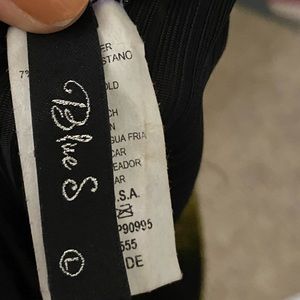 Blue S
L
ER
STANO
7%
OLD
CH
N
GUA FRIA
CAR
EADOR
AR
.S.A.
P90995
555
DE